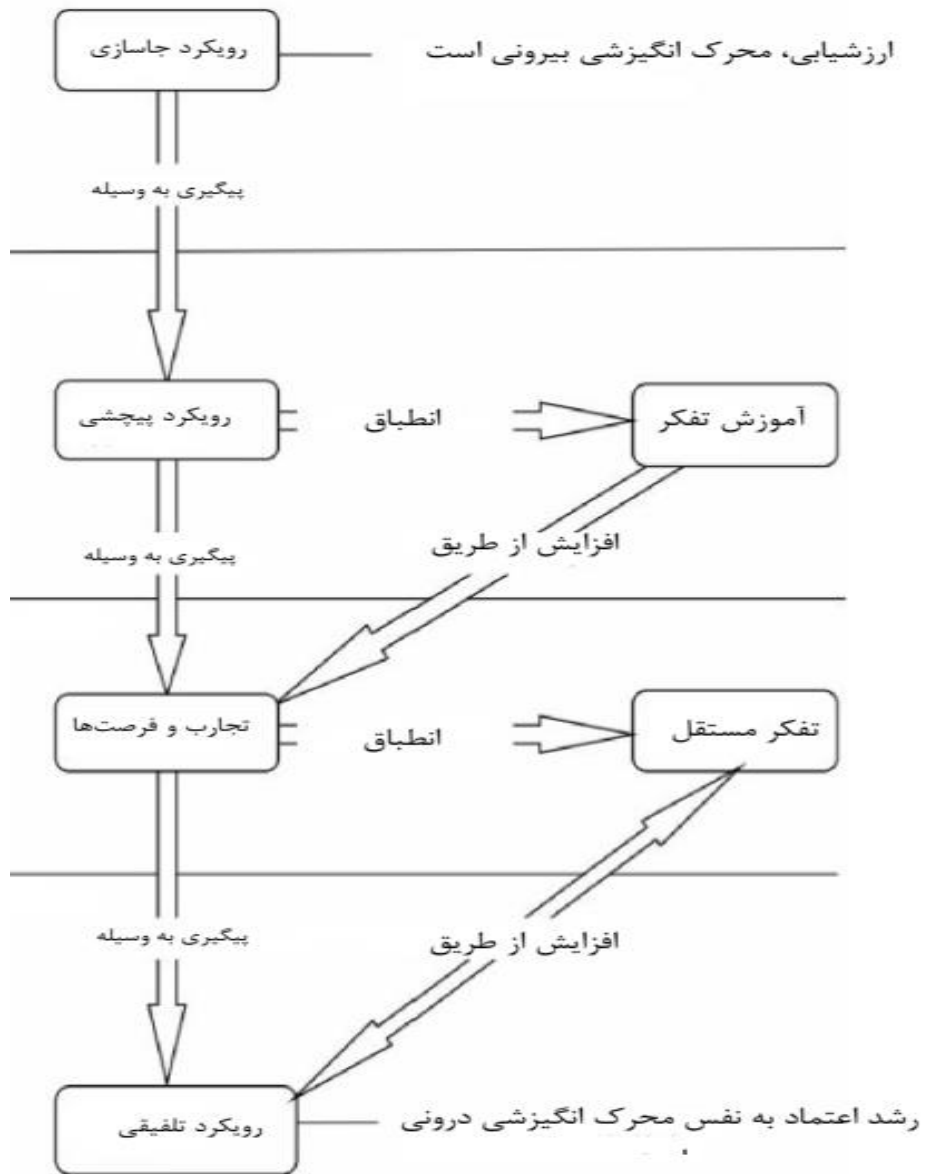 رویکرد جاسازی
ارزشیابی، محرک انگیزشی بیرونی است
پیگیری به وسیله
رویکرد پیچشی
انطباق
آموزش تفکر
افزایش از طریق
پیگیری به وسیله
تجارب و فرصت‌ها
انطباق
تفکر مستقل
پیگیری به وسیله
افزایش از طریق
رویکرد تلفیقی
رشد اعتماد به نفس محرک انگیزشی درونی